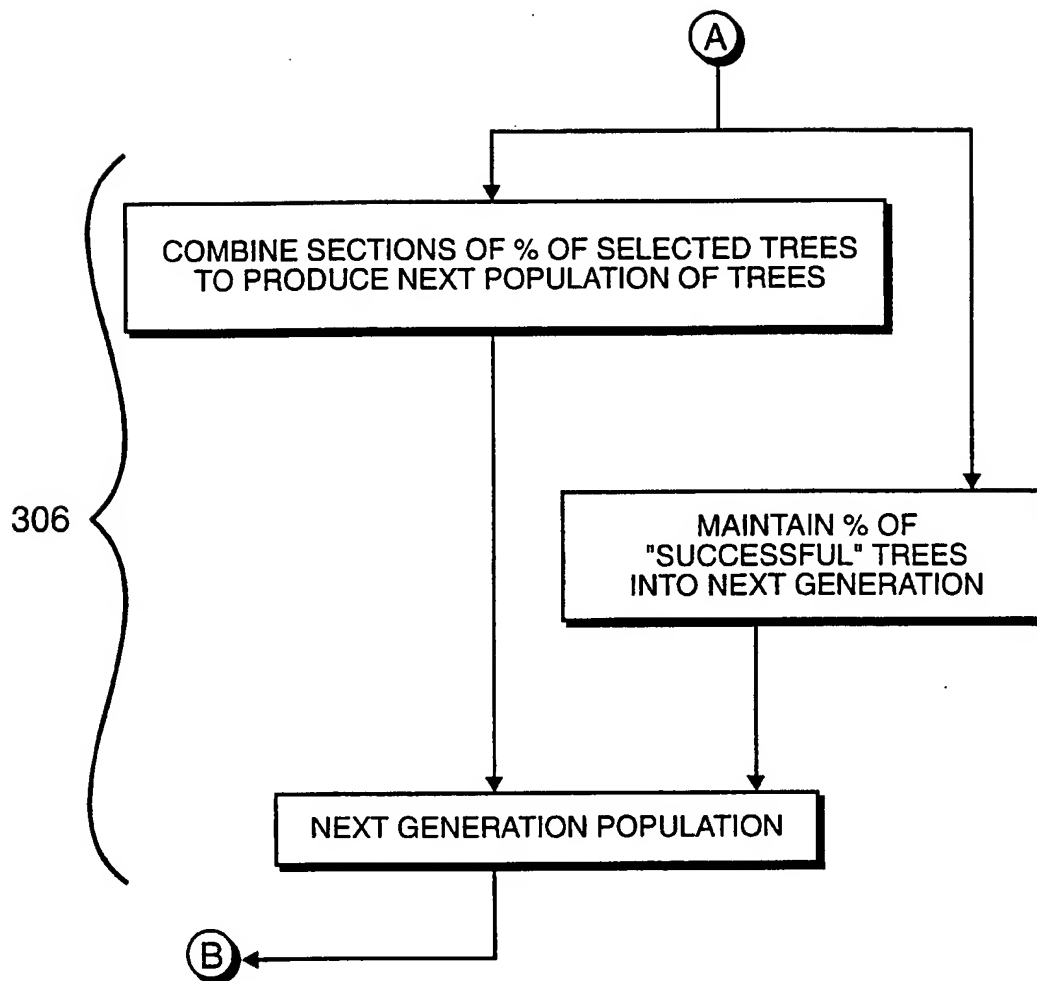 A
COMBINE SECTIONS OF % OF SELECTED TREES
TO PRODUCE NEXT POPULATION OF TREES
306
MAINTAIN % OF
"SUCCESSFUL" TREES
INTO NEXT GENERATION
NEXT GENERATION POPULATION
B